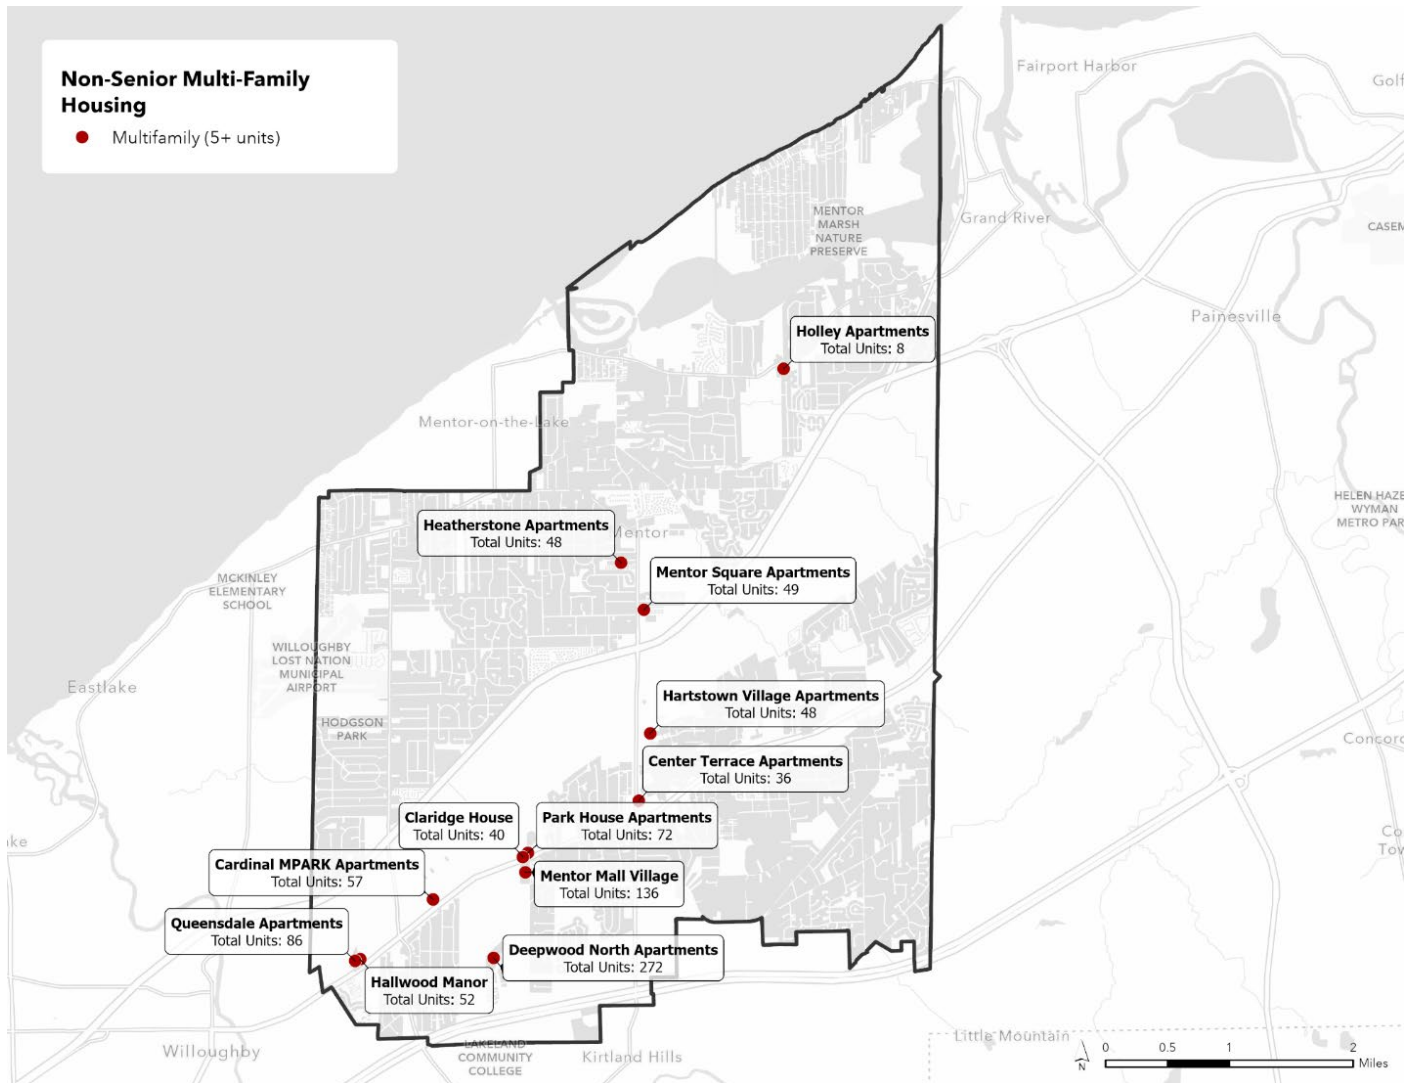 Non-Senior Multi-Family
Housing
Multifamily (5+ units)
Fairport Harbor
MENTOR
MARSH
NATURE
PRESERVE
Grand River
Painesville
Holley Apartments
Total Units: 8
Mentor-on-the-Lake
Heatherstone Apartments
Total Units: 48
Mentor
Mentor Square Apartments
Total Units: 49
MCKINLEY
ELEMENTARY
SCHOOL
WILLOUGHBY
LOST NATION
MUNICIPAL
AIRPORT
Eastlake
HODGSON
PARK
Hartstown Village Apartments
Total Units: 48
Center Terrace Apartments
Total Units: 36
Claridge House
Total Units: 40
Park House Apartments
Total Units: 72
Cardinal MPARK Apartments
Total Units: 57
Mentor Mall Village
Total Units: 136
Queensdale Apartments
Total Units: 86
Deepwood North Apartments
Total Units: 272
Hallwood Manor
Total Units: 52
Willoughby
LAKELAND
COMMUNITY
COLLEGE
Kirtland Hills
Little Mountain
Golf
CASEM
HELEN HAZE
WYMAN
METRO PAR
Concor
Co
Tow
ke
N
0 0.5 1 2
Miles